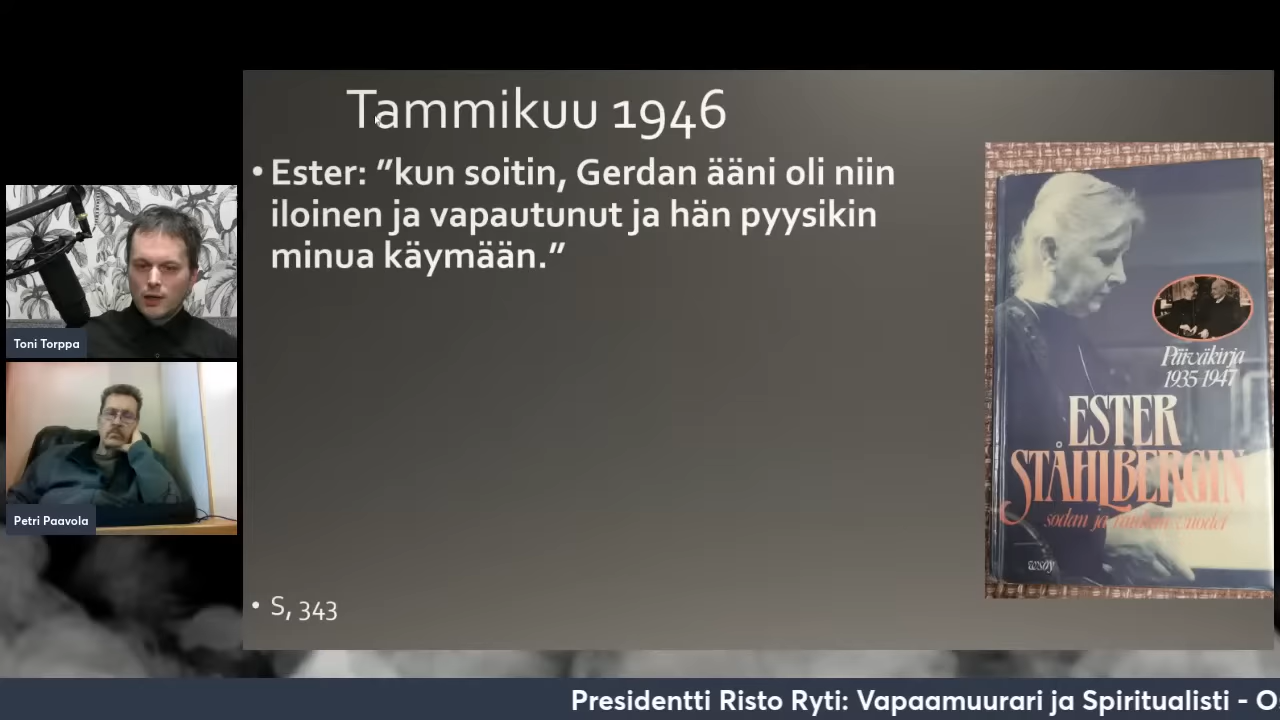 Tammikuu 1946
• Ester: ”kun soitin, Gerdan ääni oli niin
iloinen ja vapautunut ja hän pyysikin
minua käymään.”
• S, 343
Päiväkirja
1935-1947
ESTER
STÅHLBERGIN
sodan ja rauhan vuodet
wsoy
Toni Torppa
Petri Paavola
Presidentti Risto Ryti: Vapaamuurari ja Spiritualisti - O